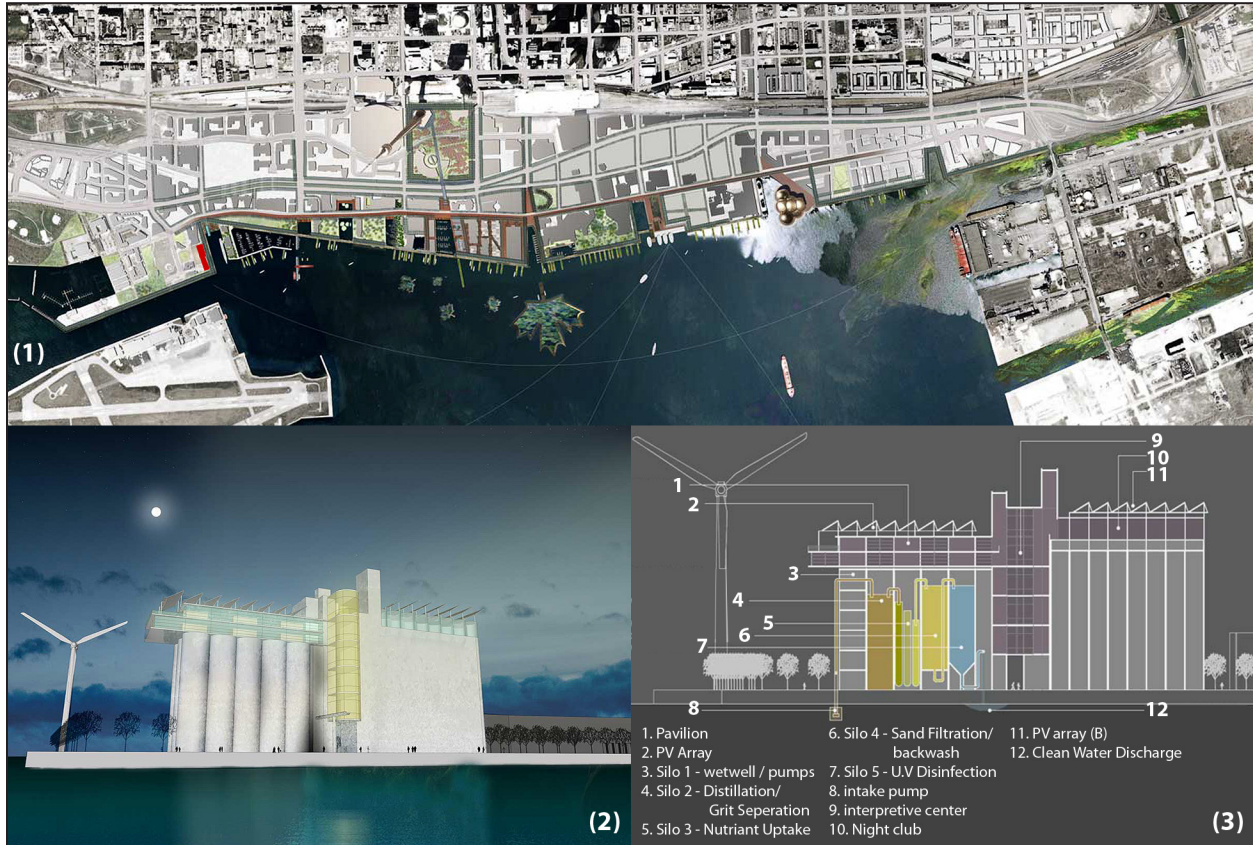 (1)
(2)
1
2
3
4
5
6
7
8
9
10
11
12
1. Pavilion
2. PV Array
3. Silo 1 - wetwell / pumps
4. Silo 2 - Distillation/
Grit Seperation
5. Silo 3 - Nutriant Uptake
6. Silo 4 - Sand Filtration/
backwash
7. Silo 5 - U.V Disinfection
8. intake pump
9. interpretive center
10. Night club
11. PV array (B)
12. Clean Water Discharge
(3)